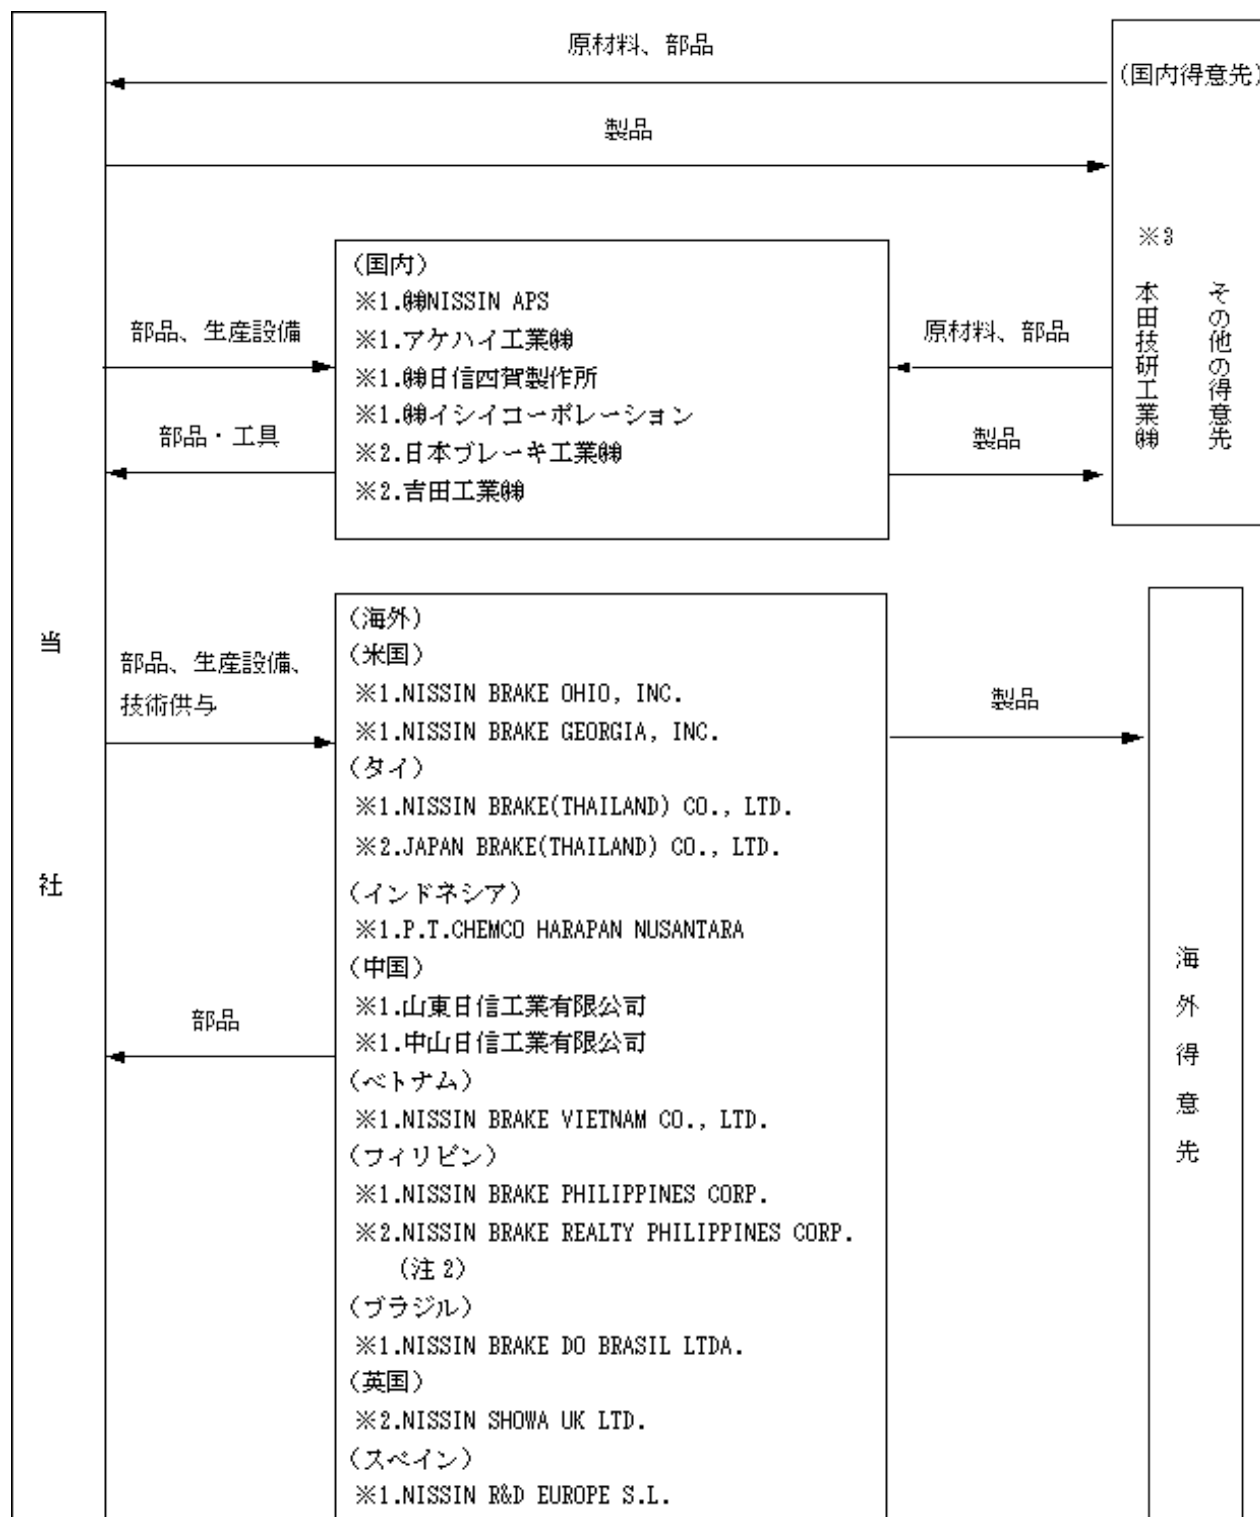 原材料、部品
(国内得意先)
製品
※3
本田技研工業㈱
その他の得意先
部品、生産設備
部品・工具
(国内)
※1.㈱NISSIN APS
※1.アケハイ工業㈱
※1.㈱日信四賀製作所
※1.㈱イシイコーポレーション
※2.日本ブレーキ工業㈱
※2.吉田工業㈱
原材料、部品
製品
当社
部品、生産設備、
技術供与
部品
(海外)
(米国)
※1.NISSIN BRAKE OHIO, INC.
※1.NISSIN BRAKE GEORGIA, INC.
(タイ)
※1.NISSIN BRAKE(THAILAND) CO., LTD.
※2.JAPAN BRAKE(THAILAND) CO., LTD.
(インドネシア)
※1.P.T.CHEMCO HARAPAN NUSANTARA
(中国)
※1.山東日信工業有限公司
※1.中山日信工業有限公司
(ベトナム)
※1.NISSIN BRAKE VIETNAM CO., LTD.
(フィリピン)
※1.NISSIN BRAKE PHILIPPINES CORP.
※2.NISSIN BRAKE REALTY PHILIPPINES CORP.
(注2)
(ブラジル)
※1.NISSIN BRAKE DO BRASIL LTDA.
(英国)
※2.NISSIN SHOWA UK LTD.
(スペイン)
※1.NISSIN R&D EUROPE S.L.
製品
海外得意先